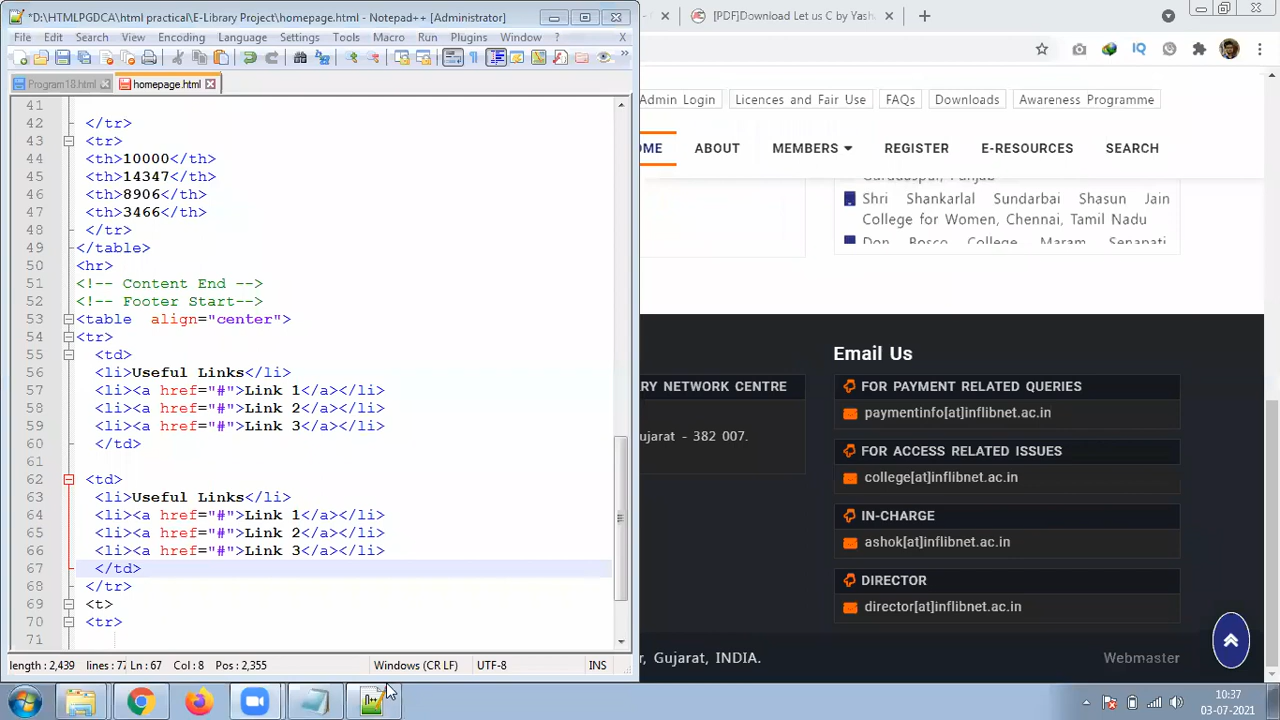 *D:\HTMLPGDCA\html practical\E-Library Project\homepage.html - Notepad++ [Administrator]
File Edit Search View Encoding Language Settings Tools Macro Run Plugins Window ? X
Program18.html homepage.html
41
42 </tr>
43 <tr>
44 <th>10000</th>
45 <th>14347</th>
46 <th>8906</th>
47 <th>3466</th>
48 </tr>
49 </table>
50 <hr>
51 <!-- Content End -->
52 <!-- Footer Start-->
53 <table  align="center">
54 <tr>
55 <td>
56 <li>Useful Links</li>
57 <li><a href="#">Link 1</a></li>
58 <li><a href="#">Link 2</a></li>
59 <li><a href="#">Link 3</a></li>
60 </td>
61
62 <td>
63 <li>Useful Links</li>
64 <li><a href="#">Link 1</a></li>
65 <li><a href="#">Link 2</a></li>
66 <li><a href="#">Link 3</a></li>
67 </td>
68 </tr>
69 <t>
70 <tr>
71
length : 2,439 lines : 77 Ln : 67 Col : 8 Pos : 2,355 Windows (CR LF) UTF-8 INS
[PDF]Download Let us C by Yash
IQ
Admin Login Licences and Fair Use FAQs Downloads Awareness Programme
OME ABOUT MEMBERS REGISTER E-RESOURCES SEARCH
Gurdaspur, Punjab
Shri Shankarlal Sundarbai Shasun Jain
College for Women, Chennai, Tamil Nadu
Don Bosco College, Maram, Senapati,
Email Us
RY NETWORK CENTRE
ujarat - 382 007.
FOR PAYMENT RELATED QUERIES
paymentinfo[at]inflibnet.ac.in
FOR ACCESS RELATED ISSUES
college[at]inflibnet.ac.in
IN-CHARGE
ashok[at]inflibnet.ac.in
DIRECTOR
director[at]inflibnet.ac.in
, Gujarat, INDIA. Webmaster
10:37
03-07-2021